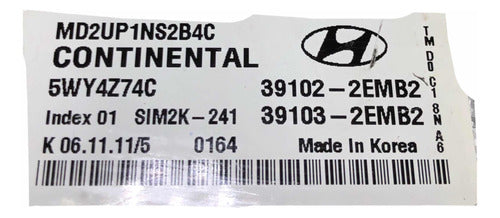 MD2UP1NS2B4C
CONTINENTAL
5WY4Z74C 39102-2EMB2
Index 01 SIM2K-241 39103-2EMB2
K 06.11.11/5 0164 Made in Korea
TM D0 C1 8N A6